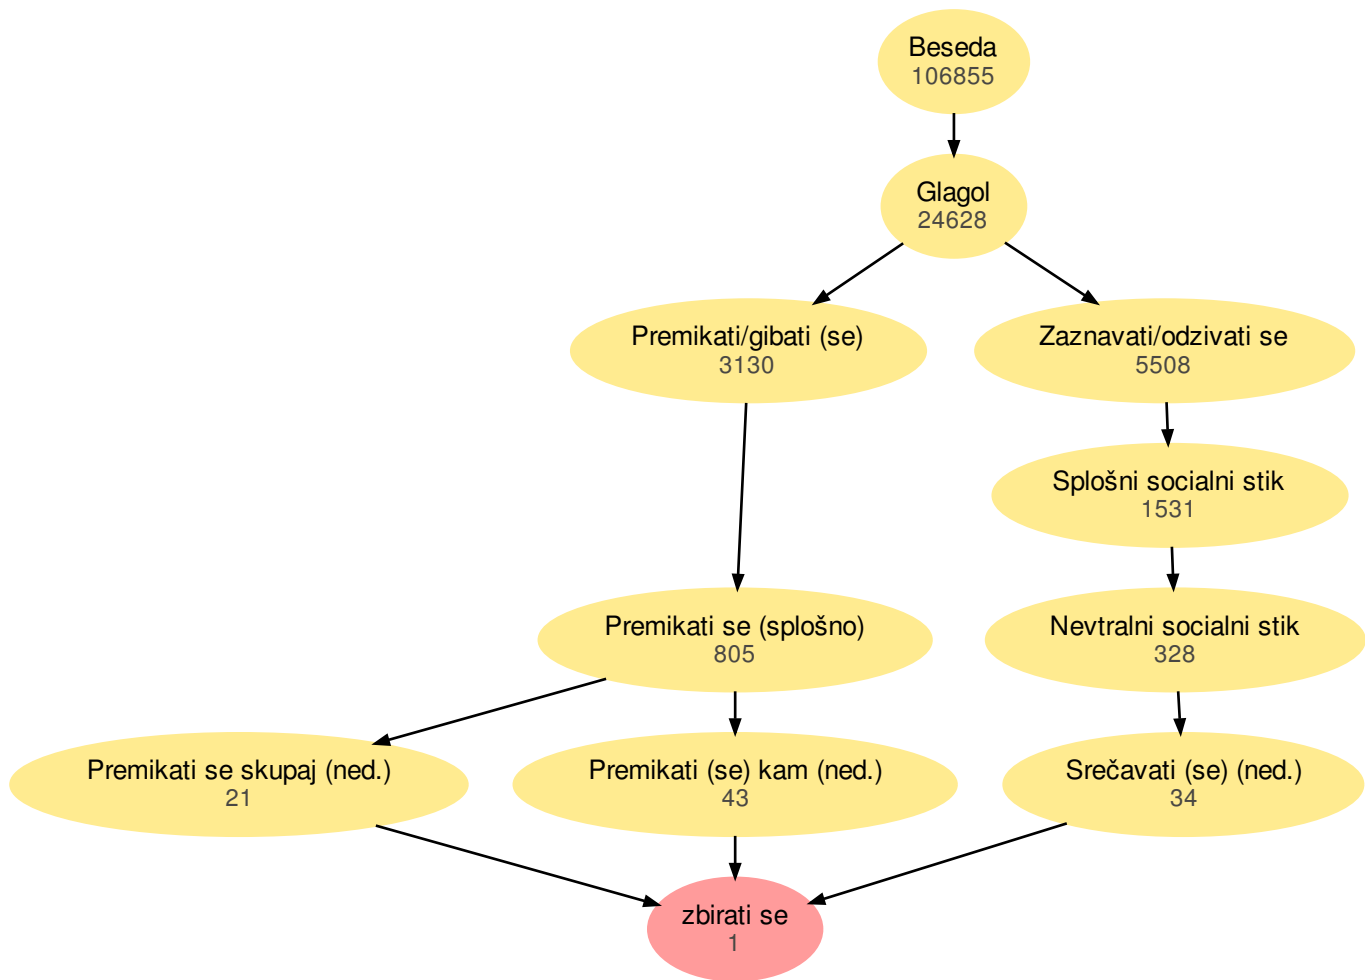 Beseda
106855
Glagol
24628
Premikati/gibati (se)
3130
Zaznavati/odzivati se
5508
Splošni socialni stik
1531
Premikati se (splošno)
805
Nevtralni socialni stik
328
Premikati se skupaj (ned.)
21
Premikati (se) kam (ned.)
43
Srečavati (se) (ned.)
34
zbirati se
1